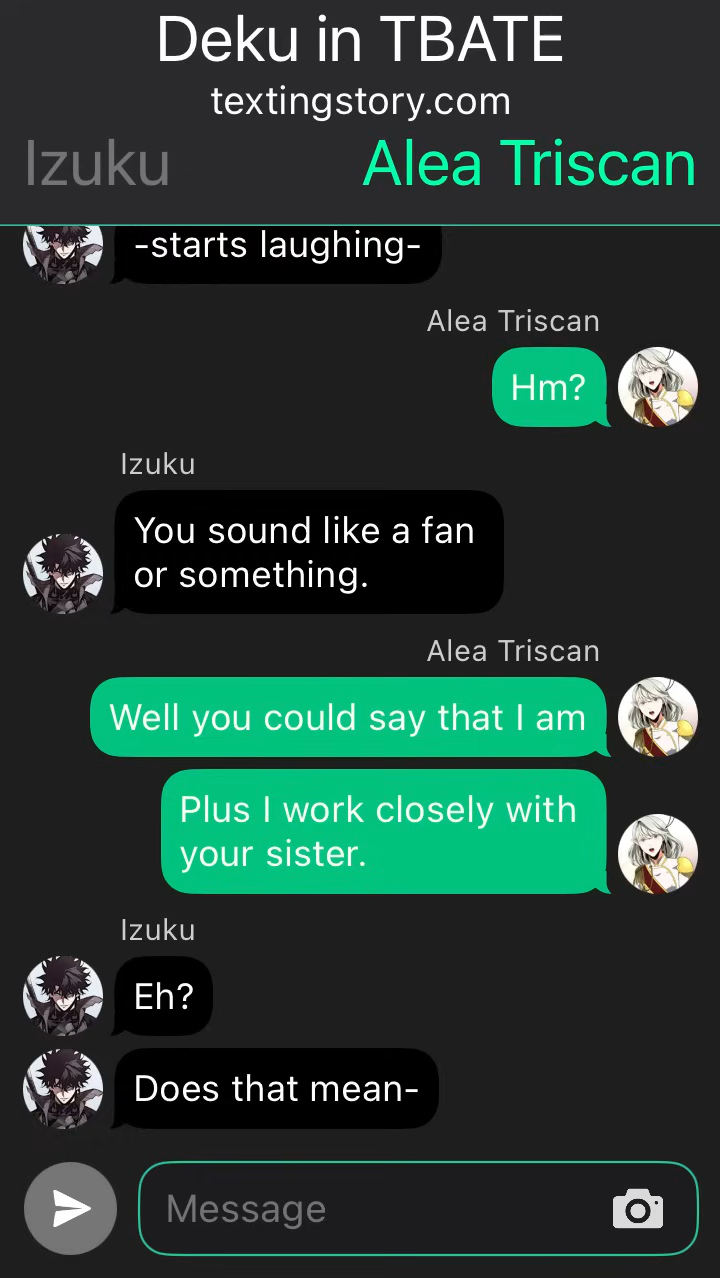 Deku in TBATE
textingstory.com
Izuku
Alea Triscan
-starts laughing-
Alea Triscan
Hm?
Izuku
You sound like a fan
or something.
Alea Triscan
Well you could say that I am
Plus I work closely with
your sister.
Izuku
Eh?
Does that mean-
Message